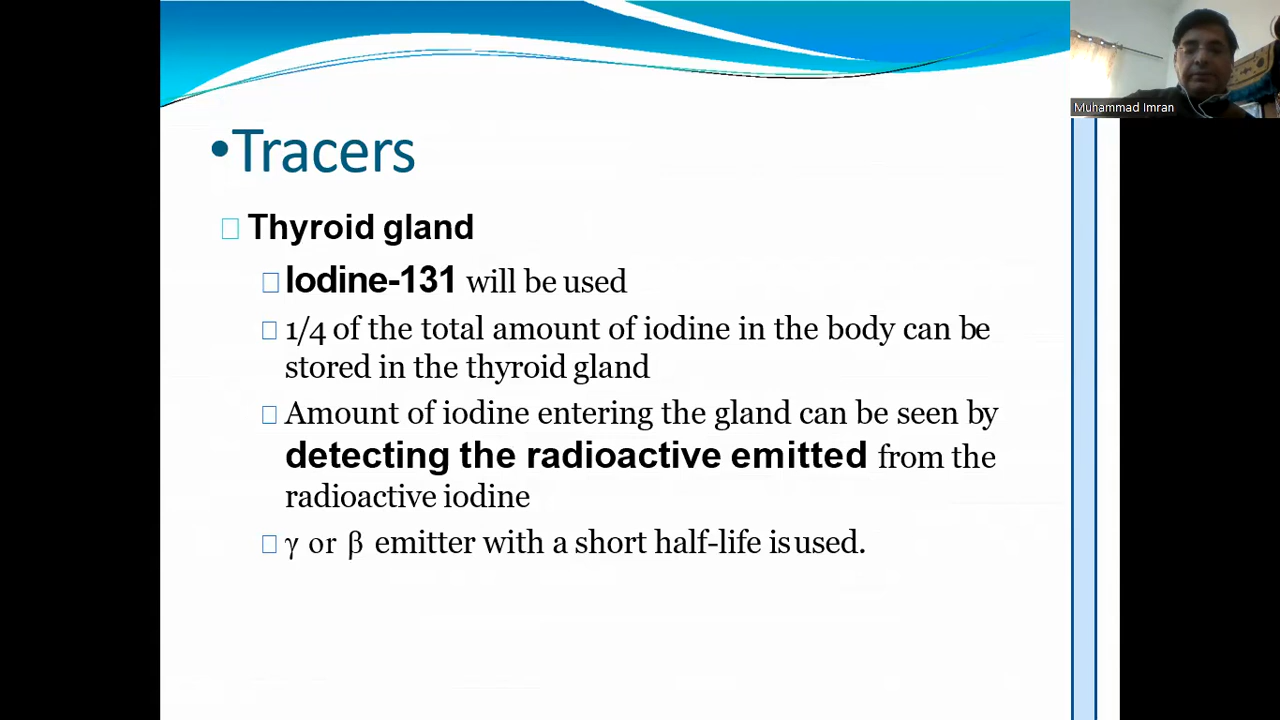 •Tracers
Thyroid gland
Iodine-131 will be used
1/4 of the total amount of iodine in the body can be
stored in the thyroid gland
Amount of iodine entering the gland can be seen by
detecting the radioactive emitted from the
radioactive iodine
γ or β emitter with a short half-life is used.
Muhammad Imran